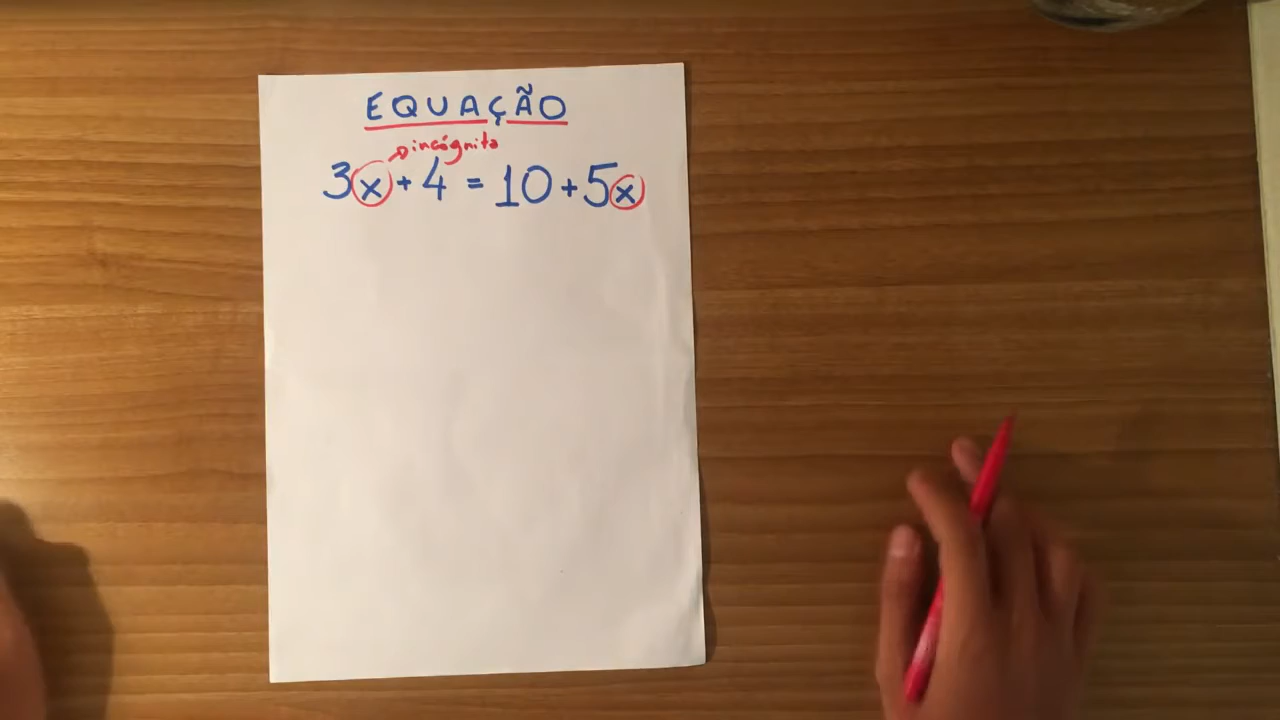 EQUAÇÃO
incógnita
3x + 4 = 10 + 5x